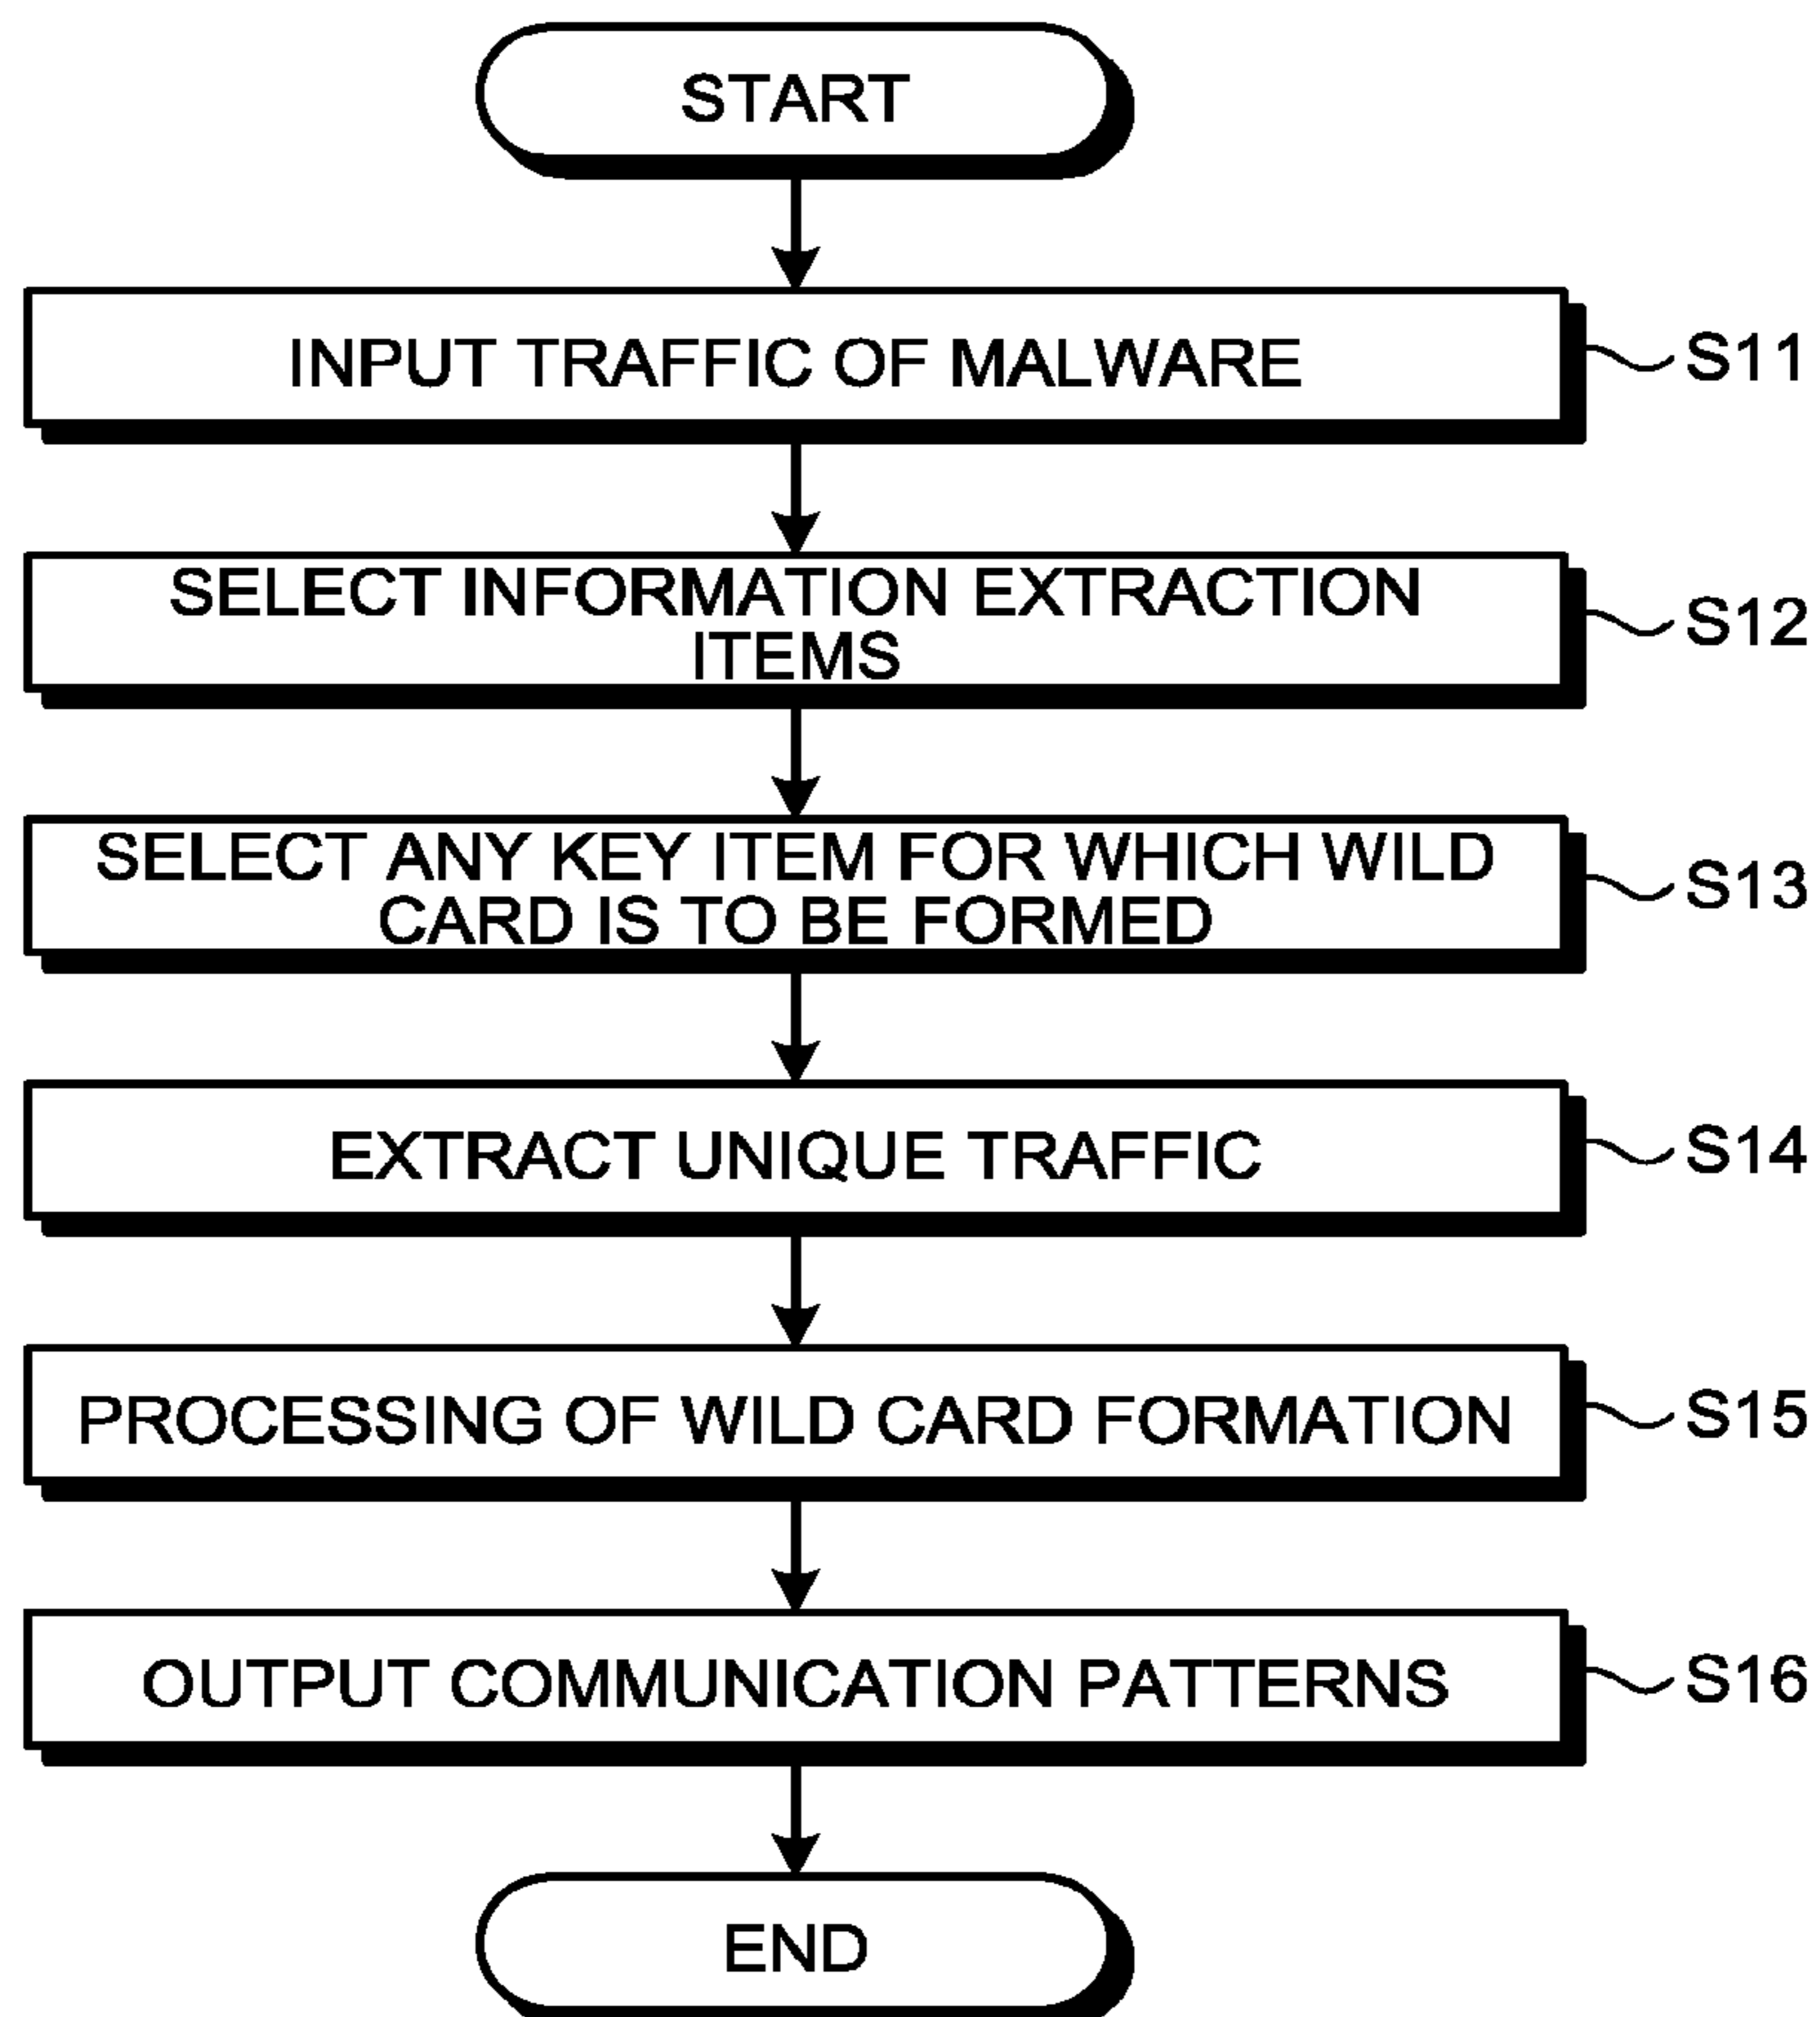 START
INPUT TRAFFIC OF MALWARE
S11
SELECT INFORMATION EXTRACTION
ITEMS
S12
SELECT ANY KEY ITEM FOR WHICH WILD
CARD IS TO BE FORMED
S13
EXTRACT UNIQUE TRAFFIC
S14
PROCESSING OF WILD CARD FORMATION
S15
OUTPUT COMMUNICATION PATTERNS
S16
END